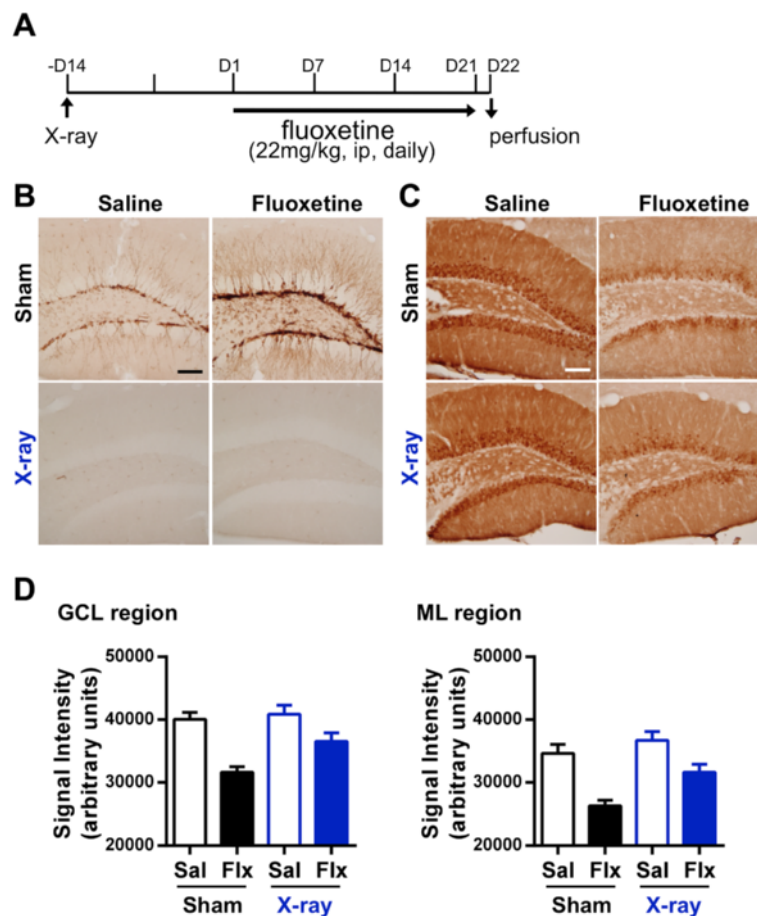 A
-D14 D1 D7 D14 D21 D22
X-ray fluoxetine perfusion
(22mg/kg, ip, daily)
B
Saline Fluoxetine
Sham
X-ray
C
Saline Fluoxetine
Sham
X-ray
D
GCL region
Signal Intensity
(arbitrary units)
50000
40000
30000
20000
Sal Flx Sal Flx
Sham X-ray
ML region
Signal Intensity
(arbitrary units)
50000
40000
30000
20000
Sal Flx Sal Flx
Sham X-ray